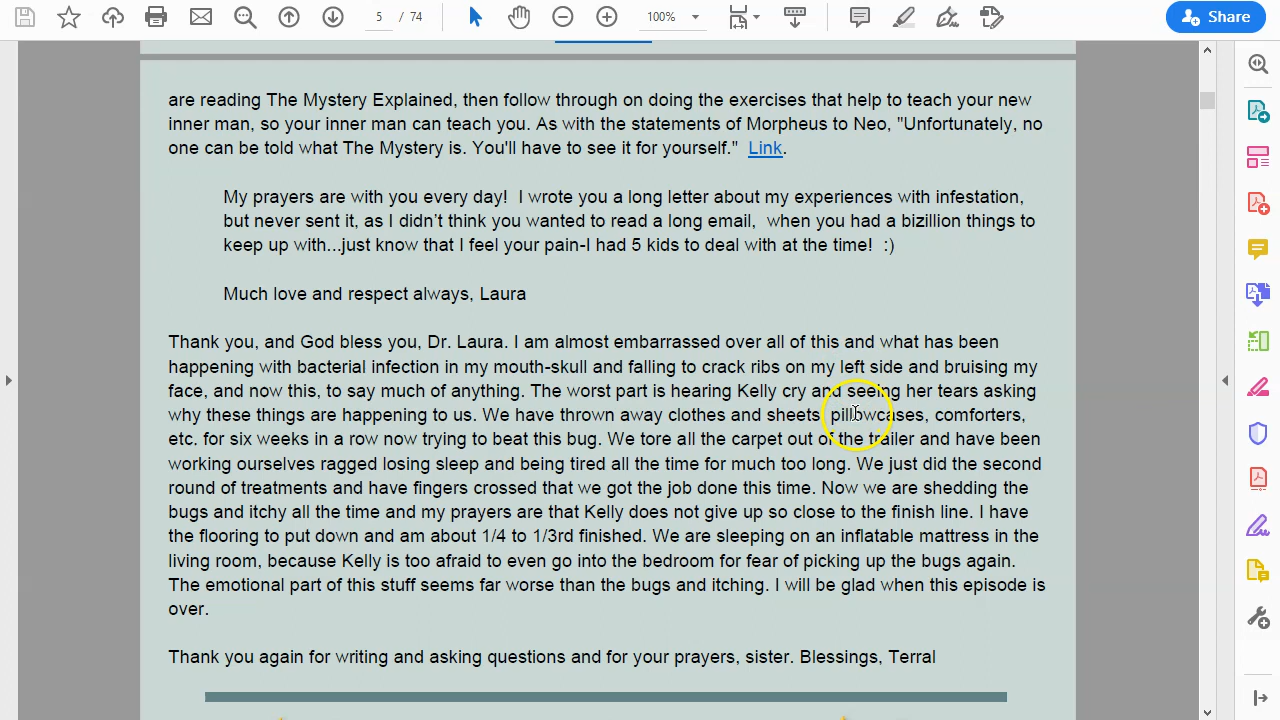 5 / 74
100%
Share
are reading The Mystery Explained, then follow through on doing the exercises that help to teach your new
inner man, so your inner man can teach you. As with the statements of Morpheus to Neo, "Unfortunately, no
one can be told what The Mystery is. You'll have to see it for yourself." Link.
My prayers are with you every day! I wrote you a long letter about my experiences with infestation,
but never sent it, as I didn't think you wanted to read a long email, when you had a bizillion things to
keep up with...just know that I feel your pain-I had 5 kids to deal with at the time! :)
Much love and respect always, Laura
Thank you, and God bless you, Dr. Laura. I am almost embarrassed over all of this and what has been
happening with bacterial infection in my mouth-skull and falling to crack ribs on my left side and bruising my
face, and now this, to say much of anything. The worst part is hearing Kelly cry and seeing her tears asking
why these things are happening to us. We have thrown away clothes and sheets, pillowcases, comforters,
etc. for six weeks in a row now trying to beat this bug. We tore all the carpet out of the trailer and have been
working ourselves ragged losing sleep and being tired all the time for much too long. We just did the second
round of treatments and have fingers crossed that we got the job done this time. Now we are shedding the
bugs and itchy all the time and my prayers are that Kelly does not give up so close to the finish line. I have
the flooring to put down and am about 1/4 to 1/3rd finished. We are sleeping on an inflatable mattress in the
living room, because Kelly is too afraid to even go into the bedroom for fear of picking up the bugs again.
The emotional part of this stuff seems far worse than the bugs and itching. I will be glad when this episode is
over.
Thank you again for writing and asking questions and for your prayers, sister. Blessings, Terral